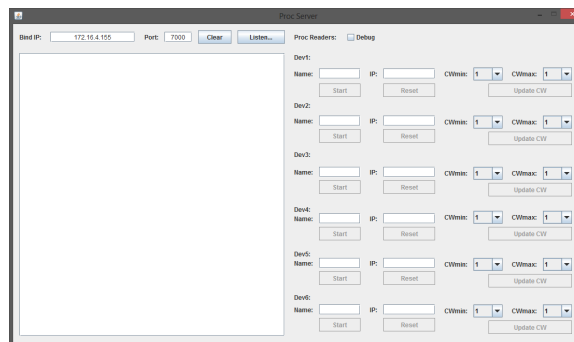 Proc Server
Bind IP: 172.16.4.155 Port: 7000 Clear Listen... Proc Readers: Debug
Dev1:
Name: IP: CWmin: 1 CWmax: 1
Start Reset Update CW
Dev2:
Name: IP: CWmin: 1 CWmax: 1
Start Reset Update CW
Dev3:
Name: IP: CWmin: 1 CWmax: 1
Start Reset Update CW
Dev4:
Name: IP: CWmin: 1 CWmax: 1
Start Reset Update CW
Dev5:
Name: IP: CWmin: 1 CWmax: 1
Start Reset Update CW
Dev6:
Name: IP: CWmin: 1 CWmax: 1
Start Reset Update CW